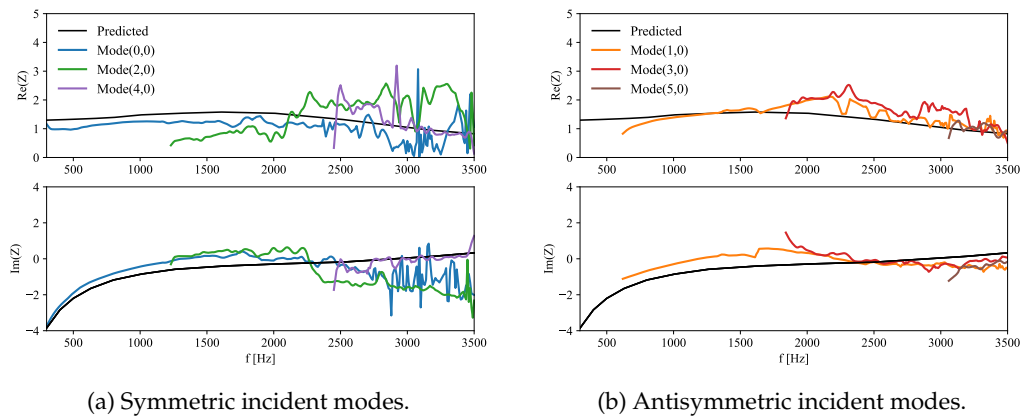 5
4
3
2
1
0
Re(Z)
Predicted
Mode(0,0)
Mode(2,0)
Mode(4,0)
500 1000 1500 2000 2500 3000 3500
4
2
0
−2
−4
Im(Z)
500 1000 1500 2000 2500 3000 3500
f [Hz]
(a) Symmetric incident modes.
5
4
3
2
1
0
Re(Z)
Predicted
Mode(1,0)
Mode(3,0)
Mode(5,0)
500 1000 1500 2000 2500 3000 3500
4
2
0
−2
−4
Im(Z)
500 1000 1500 2000 2500 3000 3500
f [Hz]
(b) Antisymmetric incident modes.